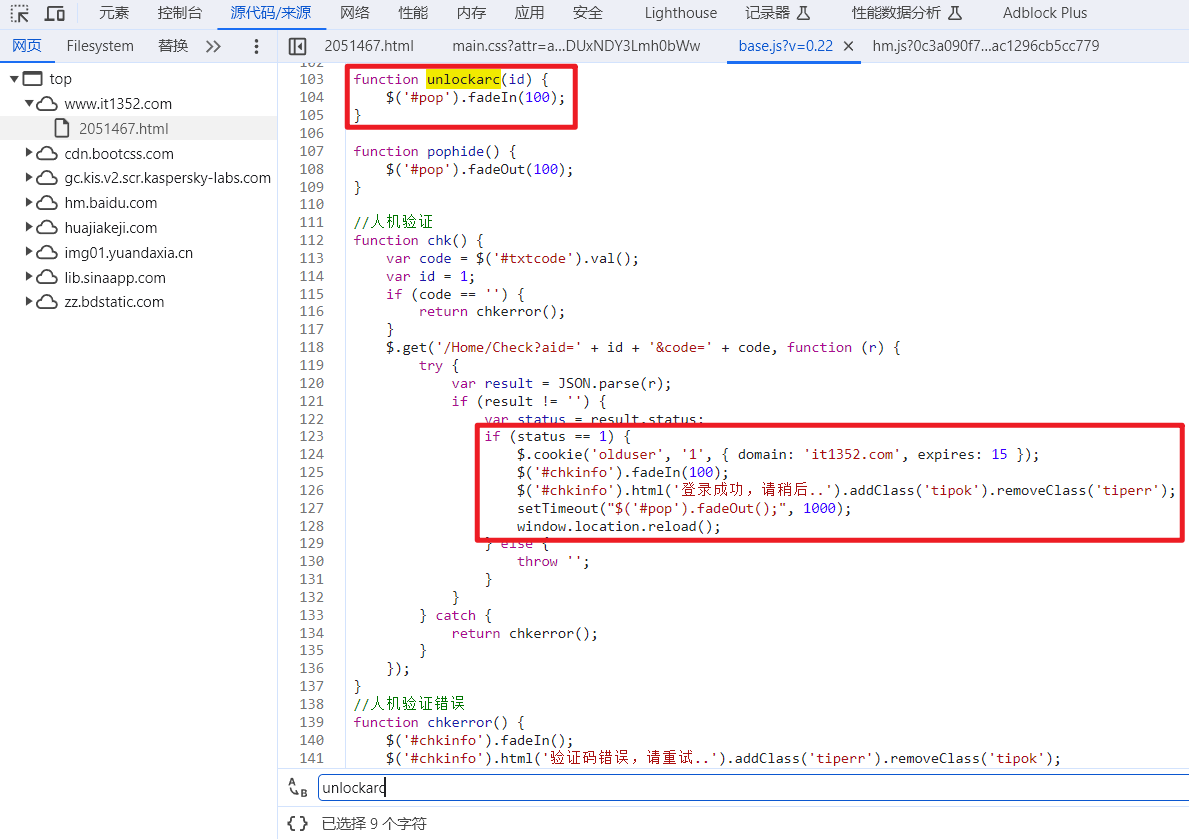 元素 控制台 源代码/来源 网络 性能 内存 应用 安全 Lighthouse 记录器 性能数据分析 Adblock Plus
网页 Filesystem 替换
2051467.html main.css?attr=a...DUxNDY3Lmh0bWw base.js?v=0.22 hm.js?0c3a090f7...ac1296cb5cc779
top
www.it1352.com
2051467.html
cdn.bootcss.com
gc.kis.v2.scr.kaspersky-labs.com
hm.baidu.com
huajiakeji.com
img01.yuandaxia.cn
lib.sinaapp.com
zz.bdstatic.com
102
103 function unlockarc(id) {
104     $('#pop').fadeIn(100);
105 }
106
107 function pophide() {
108     $('#pop').fadeOut(100);
109 }
110
111 //人机验证
112 function chk() {
113     var code = $('#txtcode').val();
114     var id = 1;
115     if (code == '') {
116         return chkerror();
117     }
118     $.get('/Home/Check?aid=' + id + '&code=' + code, function (r) {
119         try {
120             var result = JSON.parse(r);
121             if (result != '') {
122                 var status = result.status;
123                 if (status == 1) {
124                     $.cookie('olduser', '1', { domain: 'it1352.com', expires: 15 });
125                     $('#chkinfo').fadeIn(100);
126                     $('#chkinfo').html('登录成功，请稍后..').addClass('tipok').removeClass('tiperr');
127                     setTimeout("$('#pop').fadeOut();", 1000);
128                     window.location.reload();
129                 } else {
130                     throw '';
131                 }
132             }
133         } catch {
134             return chkerror();
135         }
136     });
137 }
138 //人机验证错误
139 function chkerror() {
140     $('#chkinfo').fadeIn();
141     $('#chkinfo').html('验证码错误，请重试..').addClass('tiperr').removeClass('tipok');
unlockarc
{} 已选择 9 个字符